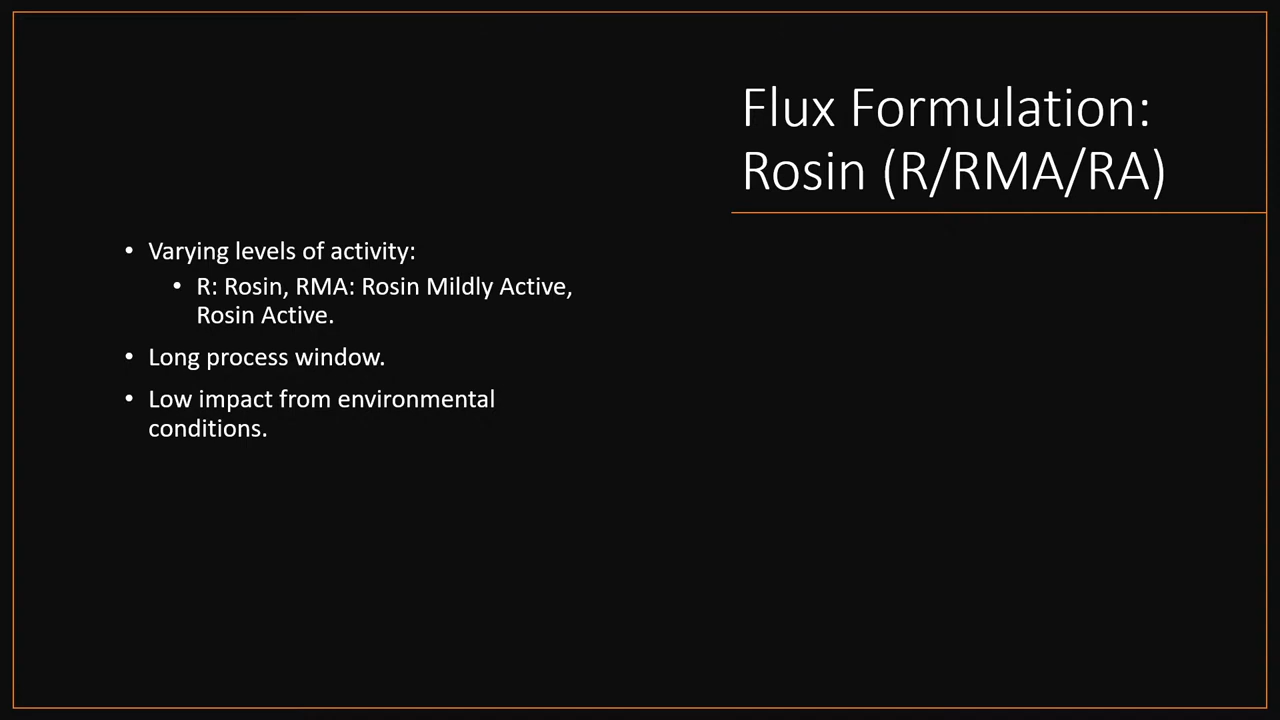 Flux Formulation:
Rosin (R/RMA/RA)
• Varying levels of activity:
• R: Rosin, RMA: Rosin Mildly Active,
Rosin Active.
• Long process window.
• Low impact from environmental
conditions.